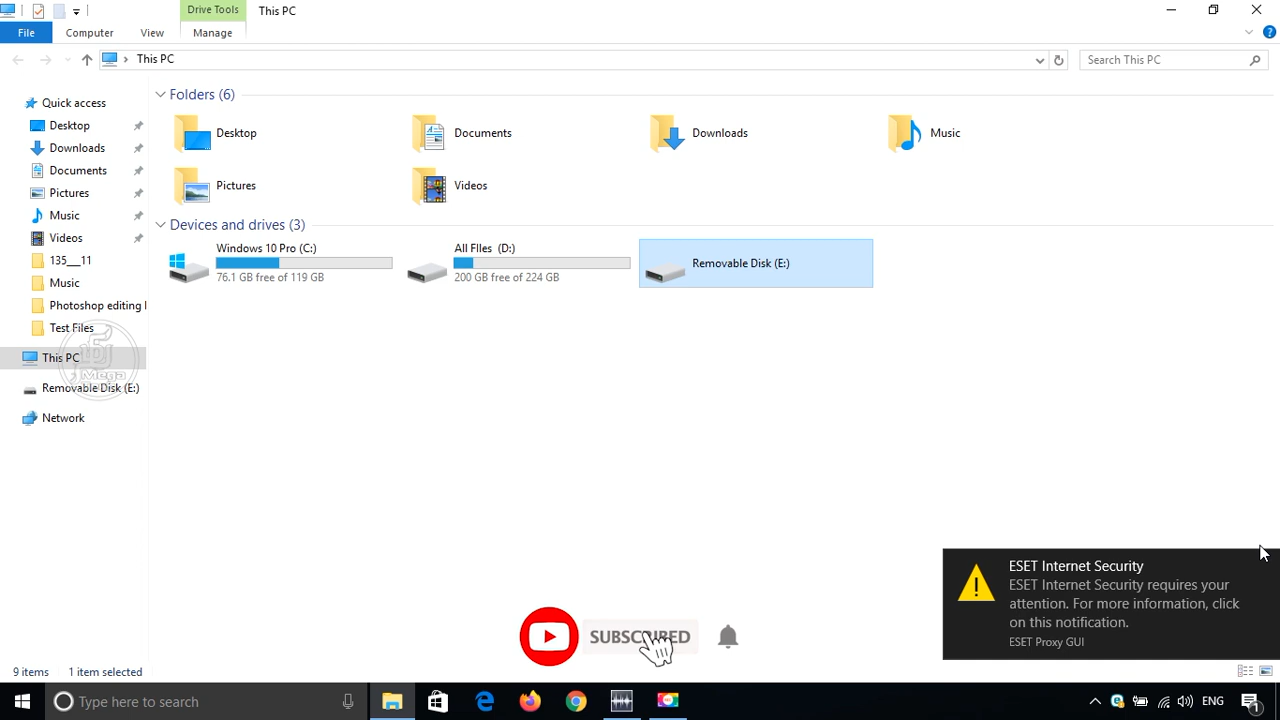 Drive Tools
This PC
File
Computer
View
Manage
This PC
Search This PC
Quick access
Desktop
Downloads
Documents
Pictures
Music
Videos
135__11
Music
Photoshop editing
Test Files
This PC
Removable Disk (E:)
Network
Folders (6)
Desktop
Documents
Downloads
Music
Pictures
Videos
Devices and drives (3)
Windows 10 Pro (C:)
76.1 GB free of 119 GB
All FIles (D:)
200 GB free of 224 GB
Removable Disk (E:)
Mega
SUBSCRIBED
ESET Internet Security
ESET Internet Security requires your
attention. For more information, click
on this notification.
ESET Proxy GUI
9 items
1 item selected
Type here to search
ENG
1